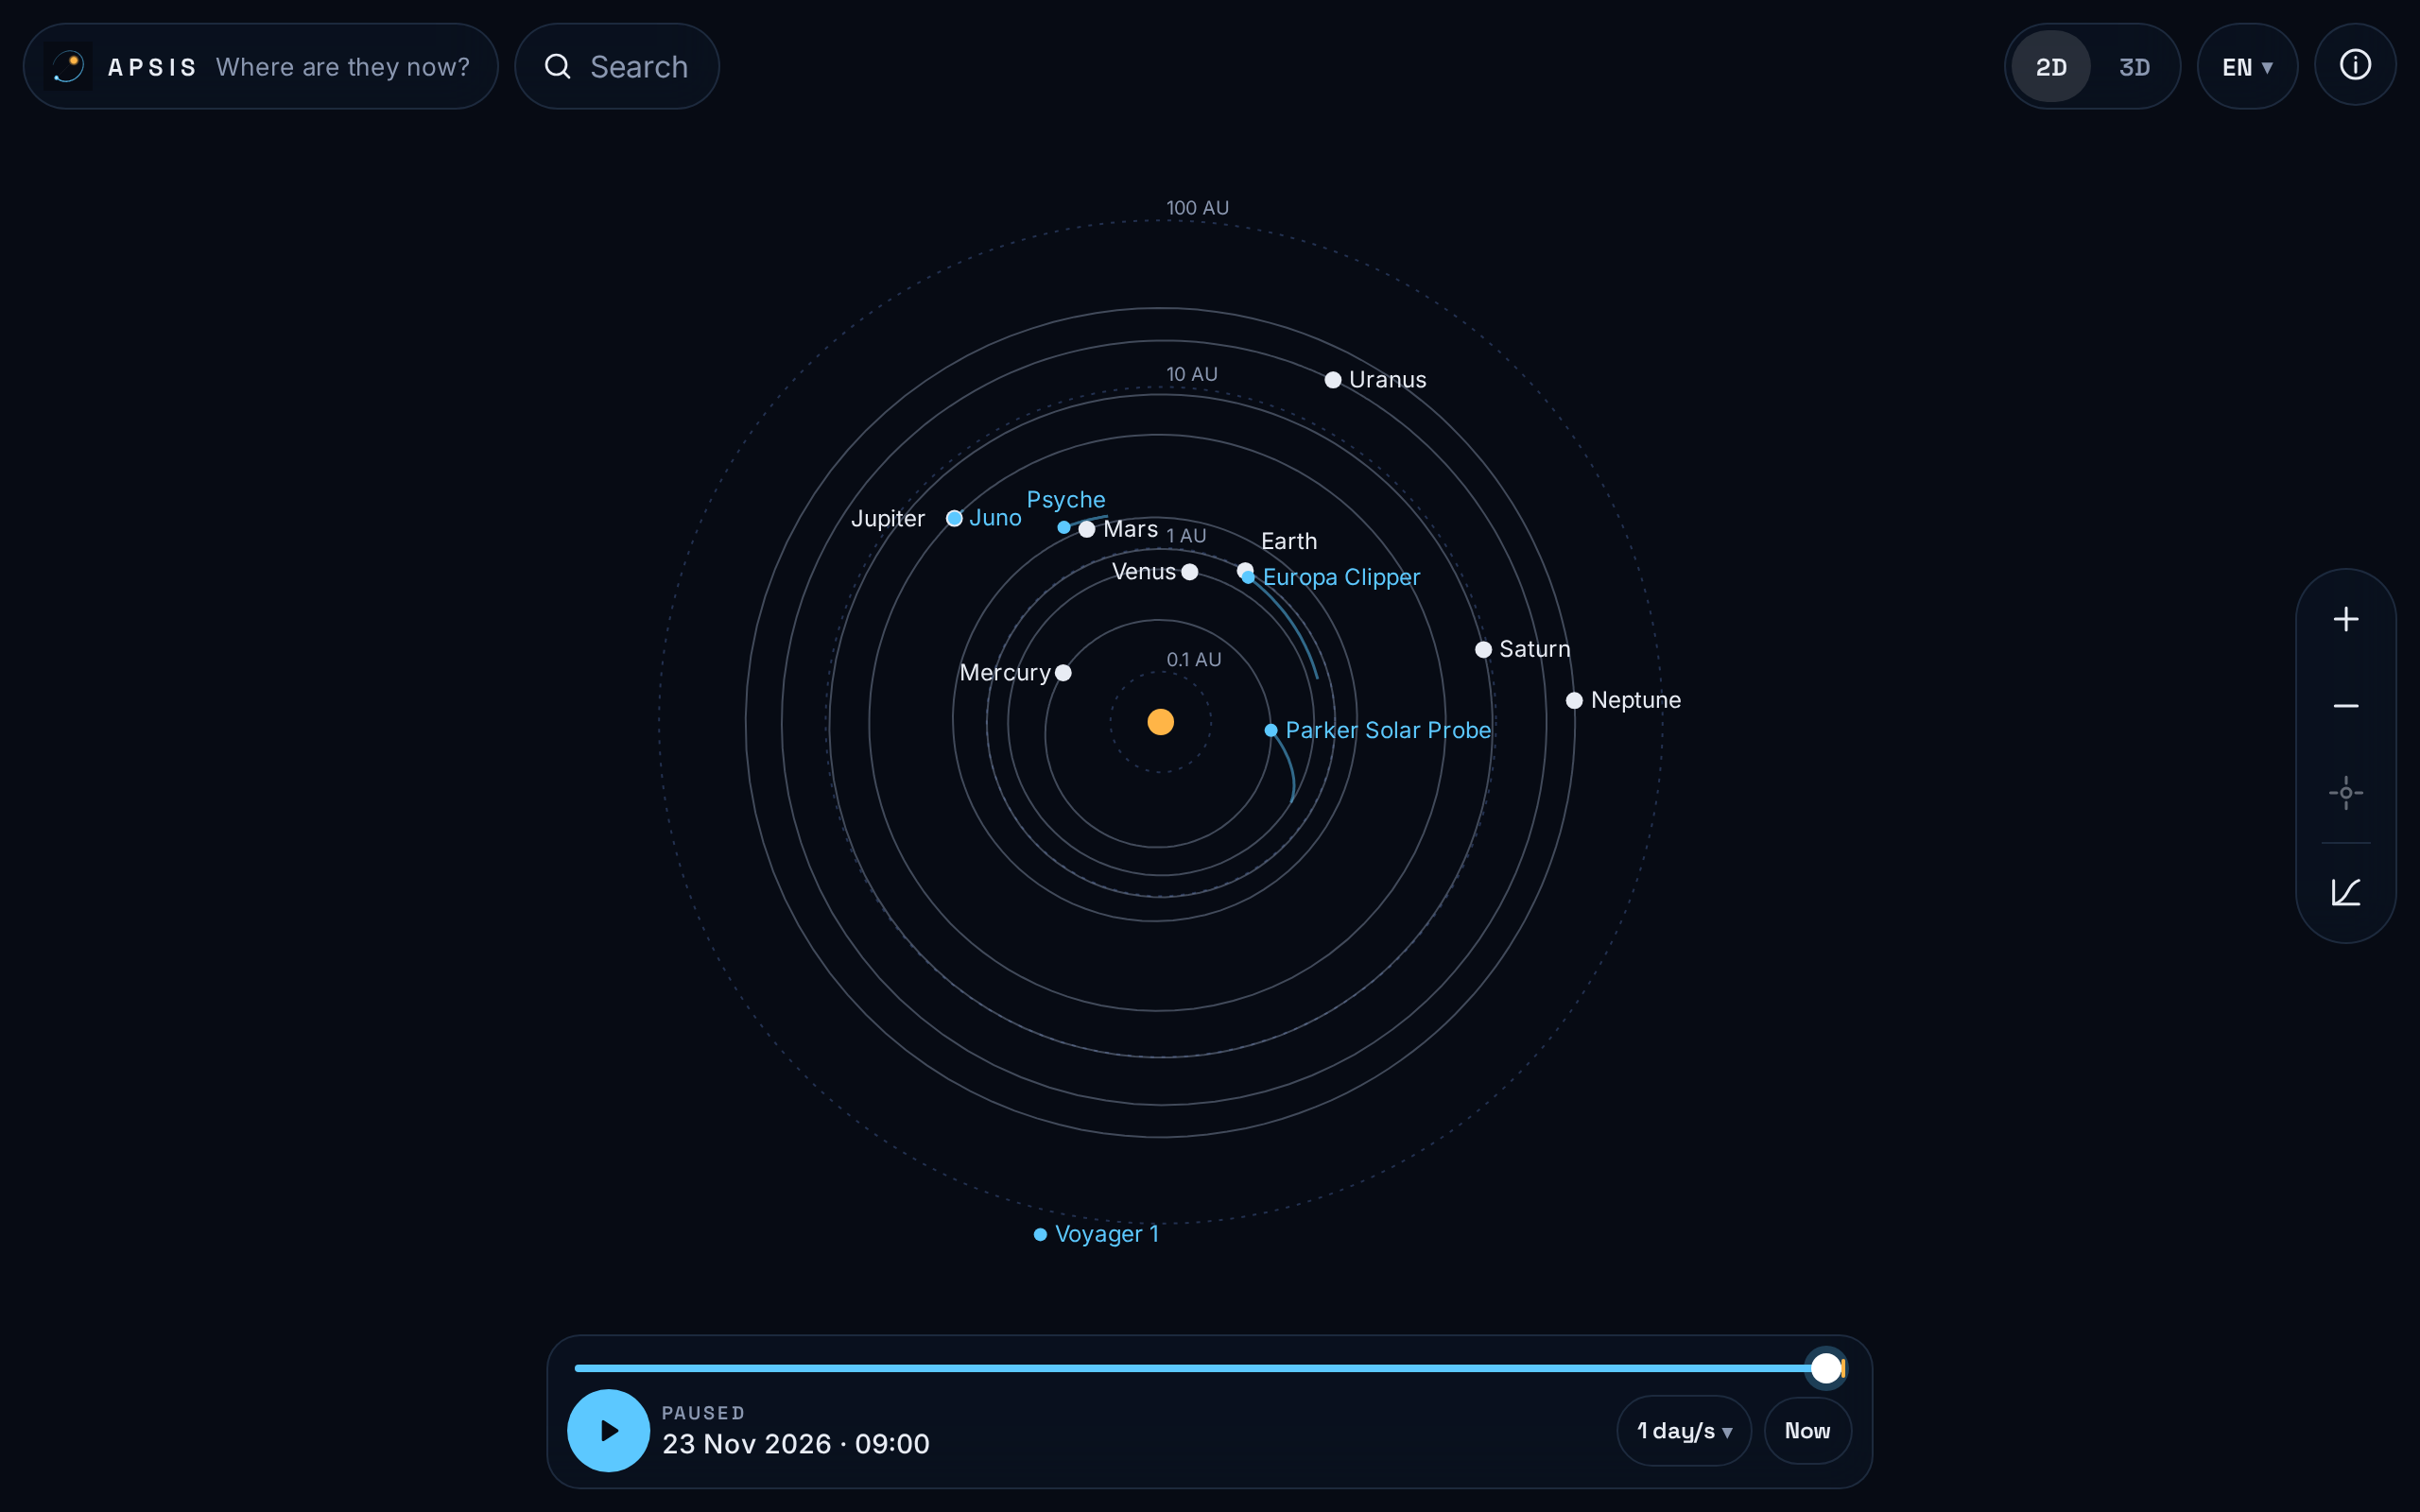 APSIS Where are they now?
Search
2D 3D
EN
100 AU
10 AU
Uranus
Psyche
Jupiter
Juno
Mars
1 AU
Earth
Venus
Europa Clipper
Saturn
0.1 AU
Mercury
Neptune
Parker Solar Probe
Voyager 1
PAUSED
23 Nov 2026 · 09:00
1 day/s
Now